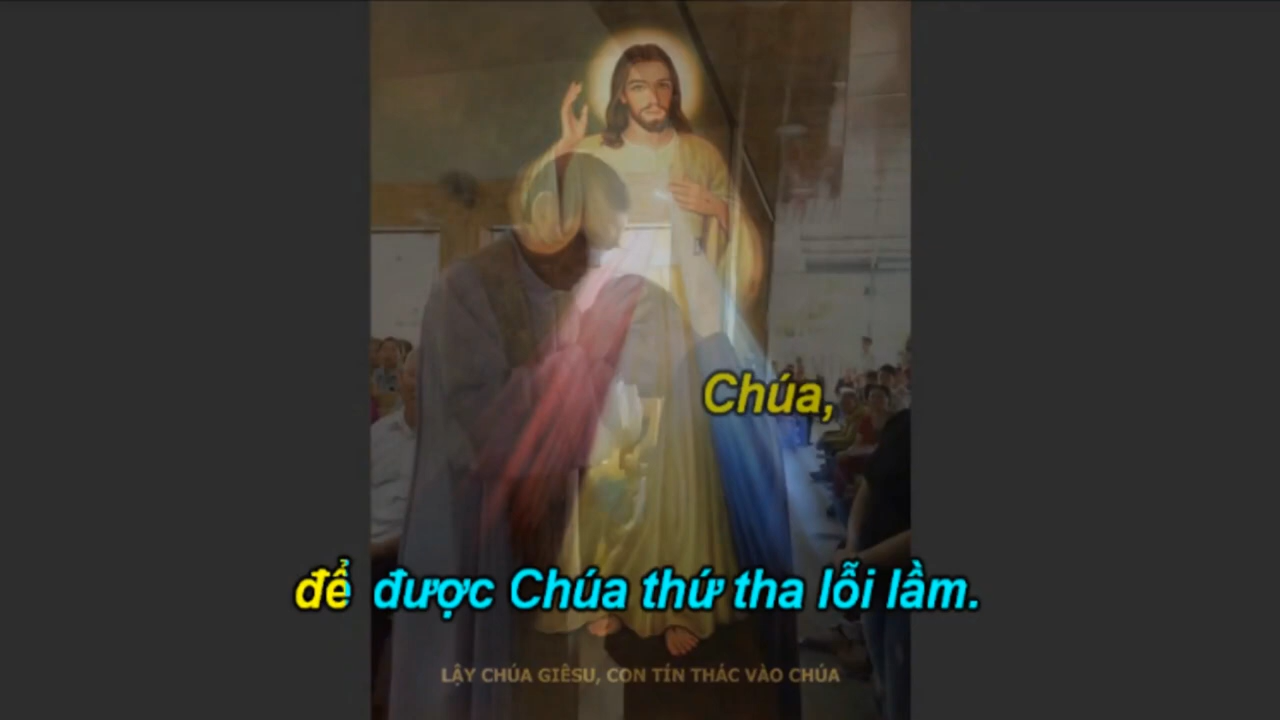 Chúa,
để được Chúa thứ tha lỗi lầm.
LẬY CHÚA GIÊSU, CON TÍN THÁC VÀO CHÚA